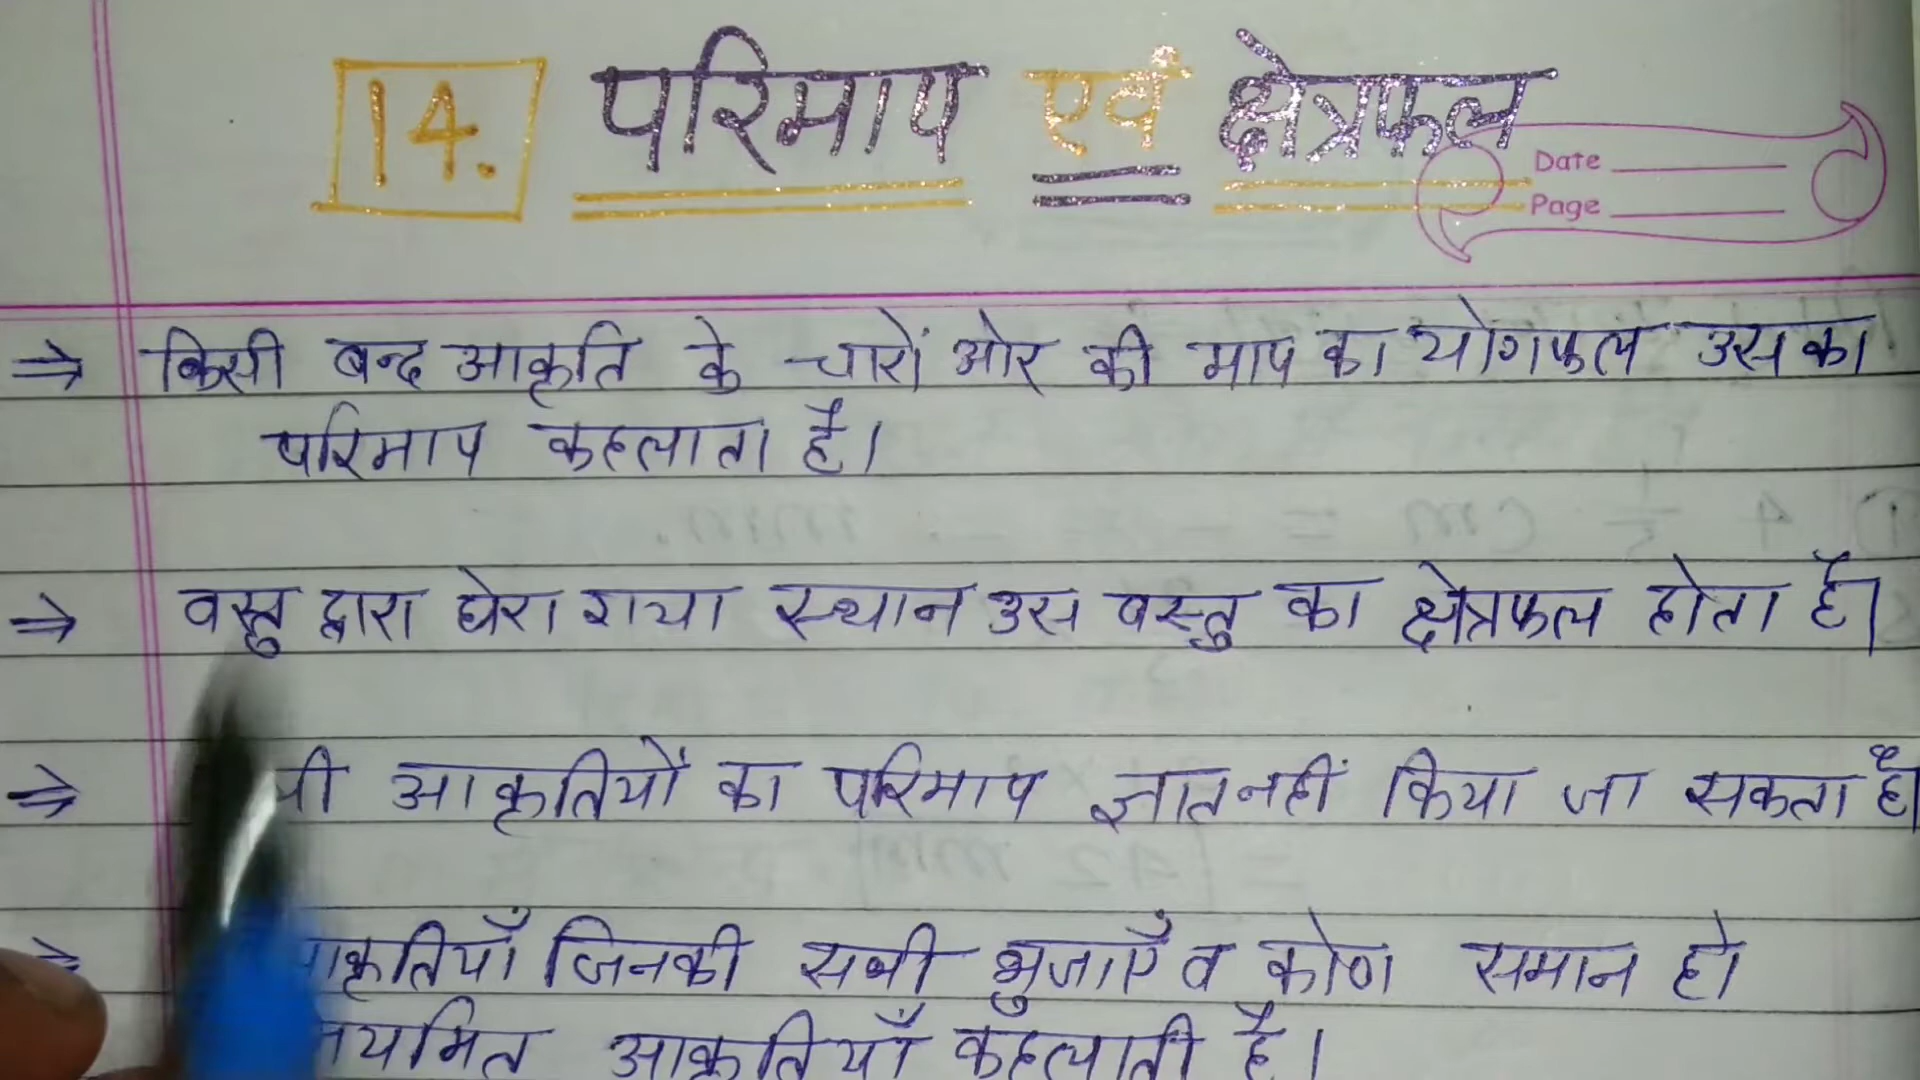 14. परिमाप एवं क्षेत्रफल
Date
Page
⇒ किसी बन्द आकृति के चारों ओर की माप का योगफल उसका
परिमाप कहलाता है।
⇒ वस्तु द्वारा घेरा गया स्थान उस वस्तु का क्षेत्रफल होता है।
⇒ आकृतियों का परिमाप ज्ञात नहीं किया जा सकता है।
⇒ जिनकी सभी भुजाएँ व कोण समान हो
आकृतियाँ कहलाती है।